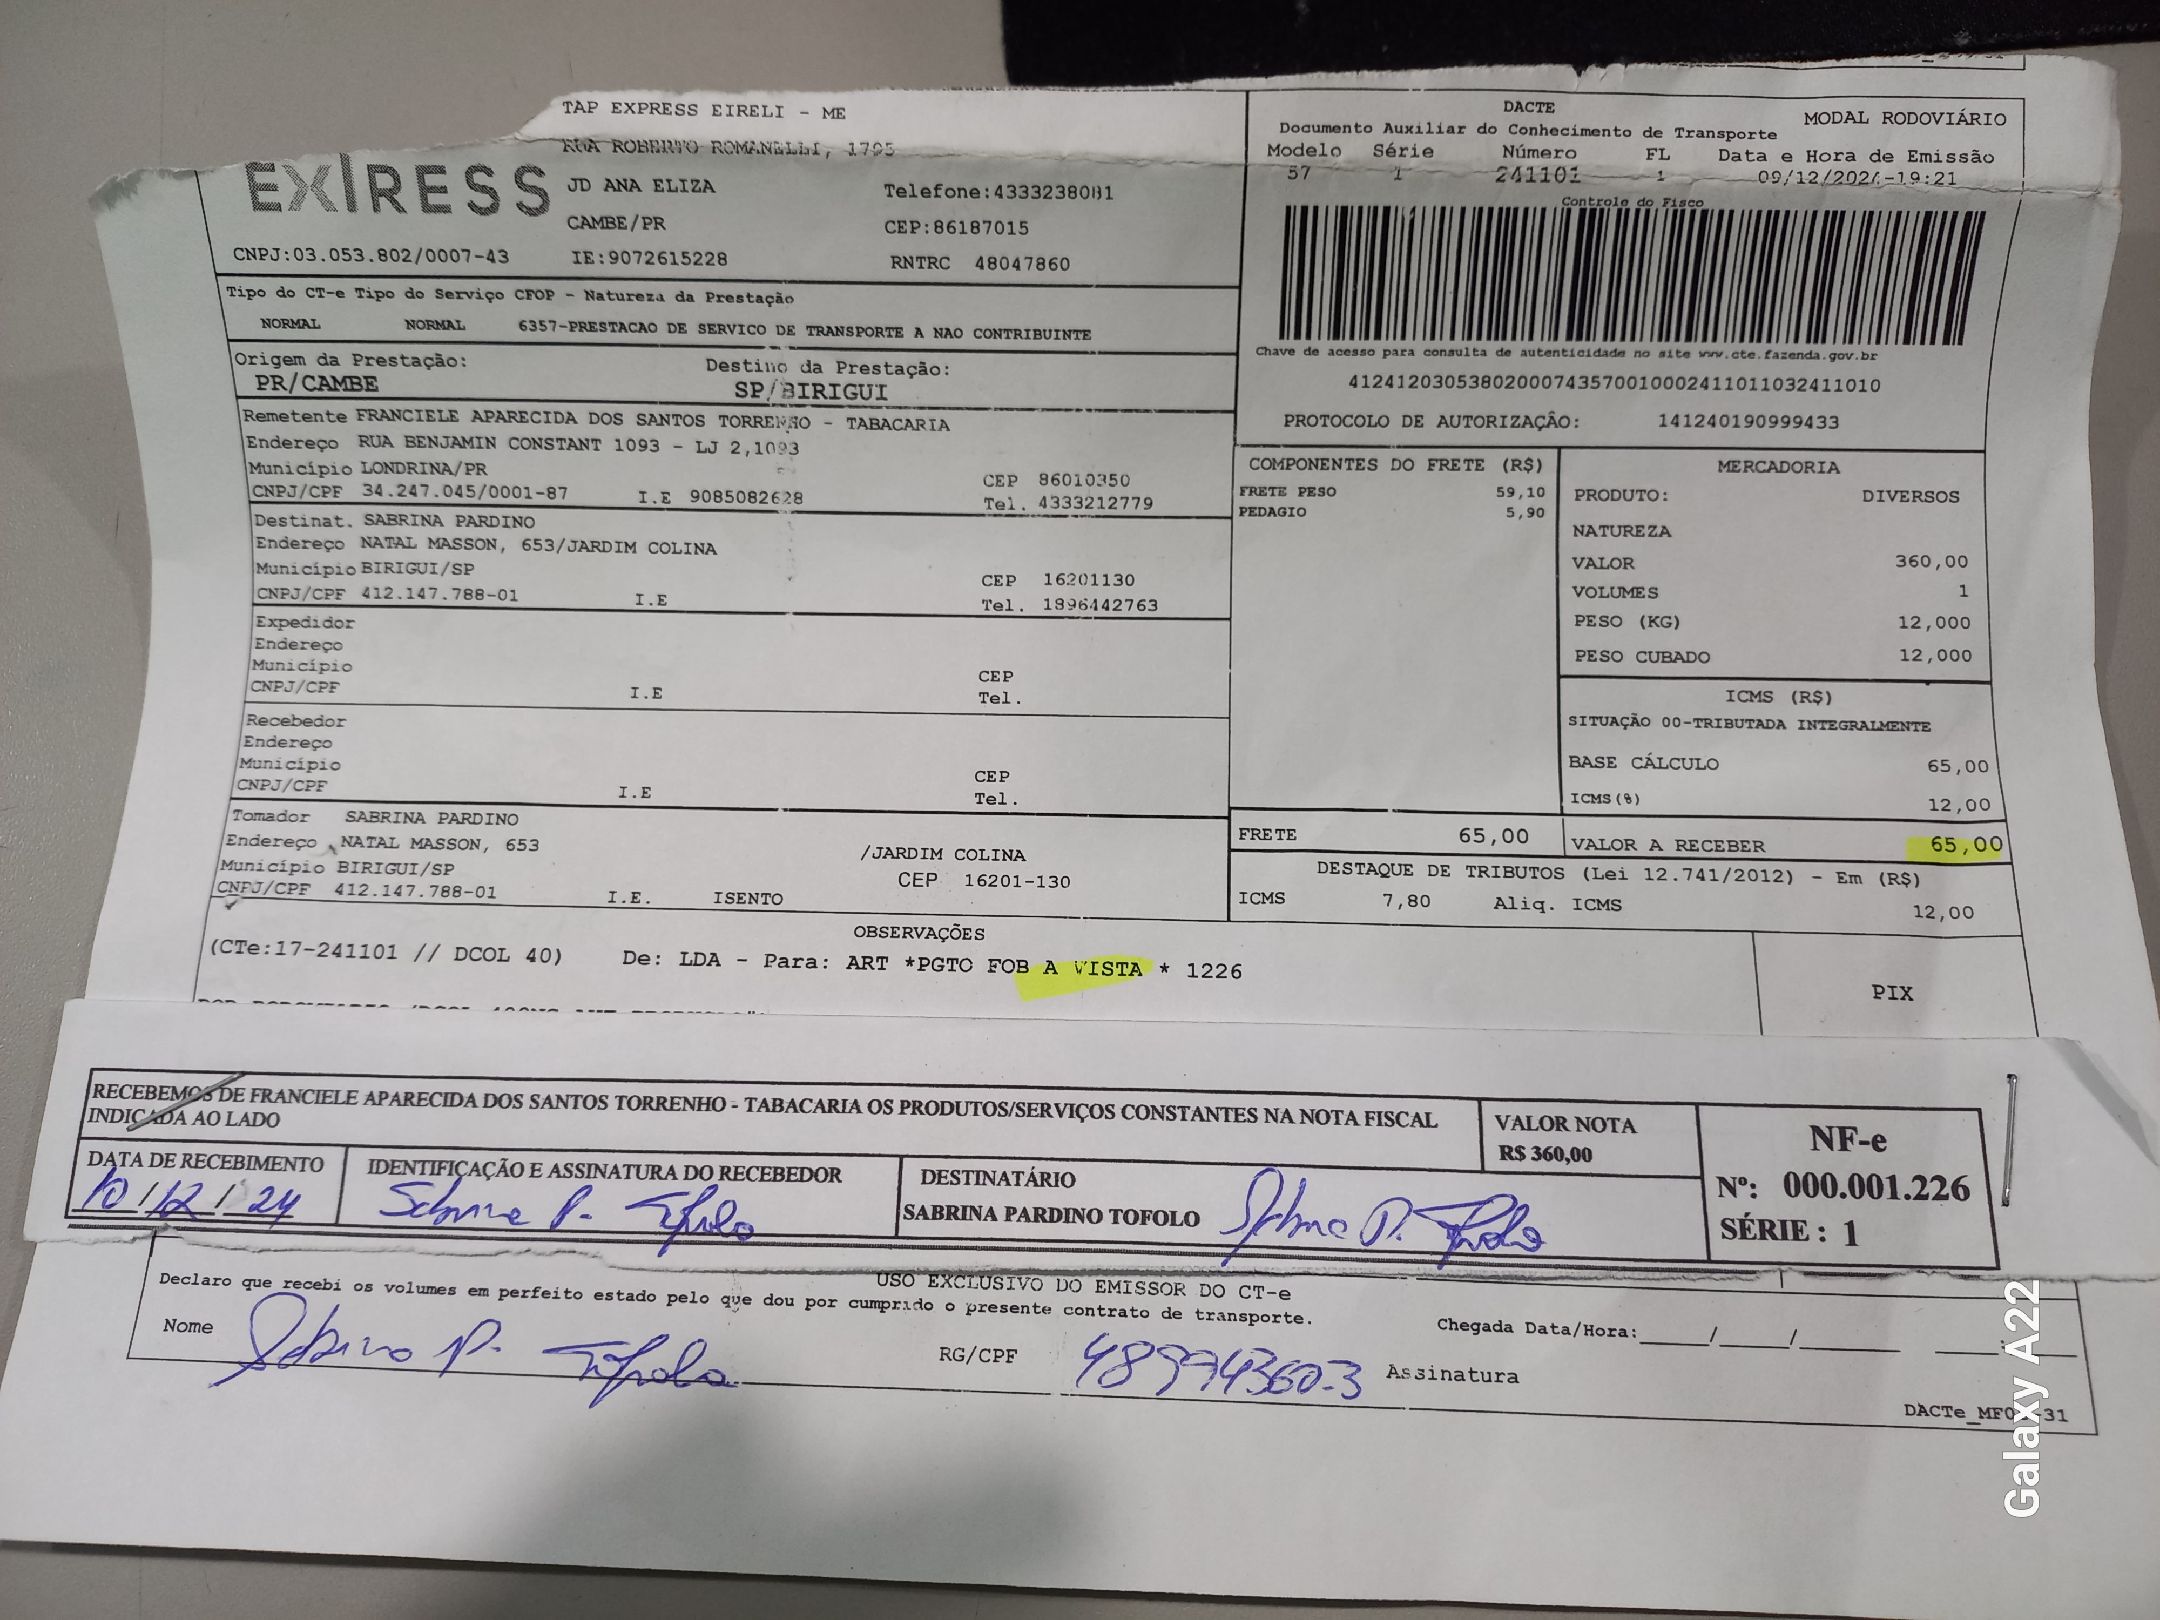 TAP EXPRESS EIRELI - ME
RUA ROBERTO ROMANELLI, 1795
JD ANA ELIZA
Telefone:4333238081
CAMBE/PR
CEP:86187015
CNPJ:03.053.802/0007-43
IE:9072615228
RNTRC 48047860
DACTE
MODAL RODOVIÁRIO
Documento Auxiliar do Conhecimento de Transporte
Modelo Série Número FL Data e Hora de Emissão
57 1 241101 1 09/12/2024-19:21
Controle do Fisco
Chave de acesso para consulta de autenticidade no site www.cte.fazenda.gov.br
41241203053802000743570010002411011032411010
PROTOCOLO DE AUTORIZAÇÂO: 141240190999433
Tipo do CT-e Tipo do Serviço CFOP - Natureza da Prestação
NORMAL NORMAL 6357-PRESTACAO DE SERVICO DE TRANSPORTE A NAO CONTRIBUINTE
Origem da Prestação: Destino da Prestação:
PR/CAMBE SP/BIRIGUI
Remetente FRANCIELE APARECIDA DOS SANTOS TORRENHO - TABACARIA
Endereço RUA BENJAMIN CONSTANT 1093 - LJ 2,1093
Município LONDRINA/PR CEP 86010350
CNPJ/CPF 34.247.045/0001-87 I.E 9085082628 Tel. 4333212779
Destinat. SABRINA PARDINO
Endereço NATAL MASSON, 653/JARDIM COLINA
Município BIRIGUI/SP CEP 16201130
CNPJ/CPF 412.147.788-01 I.E Tel. 1896442763
Expedidor
Endereço
Município CEP
CNPJ/CPF I.E Tel.
Recebedor
Endereço
Município CEP
CNPJ/CPF I.E Tel.
Tomador SABRINA PARDINO
Endereço NATAL MASSON, 653 /JARDIM COLINA
Município BIRIGUI/SP CEP 16201-130
CNPJ/CPF 412.147.788-01 I.E. ISENTO
COMPONENTES DO FRETE (R$)
FRETE PESO 59,10
PEDAGIO 5,90
MERCADORIA
PRODUTO: DIVERSOS
NATUREZA
VALOR 360,00
VOLUMES 1
PESO (KG) 12,000
PESO CUBADO 12,000
ICMS (R$)
SITUAÇÃO 00-TRIBUTADA INTEGRALMENTE
BASE CÁLCULO 65,00
ICMS(%) 12,00
FRETE 65,00 VALOR A RECEBER 65,00
DESTAQUE DE TRIBUTOS (Lei 12.741/2012) - Em (R$)
ICMS 7,80 Aliq. ICMS 12,00
OBSERVAÇÕES
(CTe:17-241101 // DCOL 40) De: LDA - Para: ART *PGTO FOB A VISTA * 1226
PIX
RECEBEMOS DE FRANCIELE APARECIDA DOS SANTOS TORRENHO - TABACARIA OS PRODUTOS/SERVIÇOS CONSTANTES NA NOTA FISCAL
INDICADA AO LADO
VALOR NOTA
R$ 360,00
NF-e
Nº: 000.001.226
SÉRIE : 1
DATA DE RECEBIMENTO
10/12/24
IDENTIFICAÇÃO E ASSINATURA DO RECEBEDOR
Sabrina P. Tofolo
DESTINATÁRIO
SABRINA PARDINO TOFOLO Sabrina P. Tofolo
USO EXCLUSIVO DO EMISSOR DO CT-e
Declaro que recebi os volumes em perfeito estado pelo que dou por cumprido o presente contrato de transporte.
Nome Sabrina P. Tofolo RG/CPF 48994360-3 Assinatura
Chegada Data/Hora:____/____/____
Galaxy A22